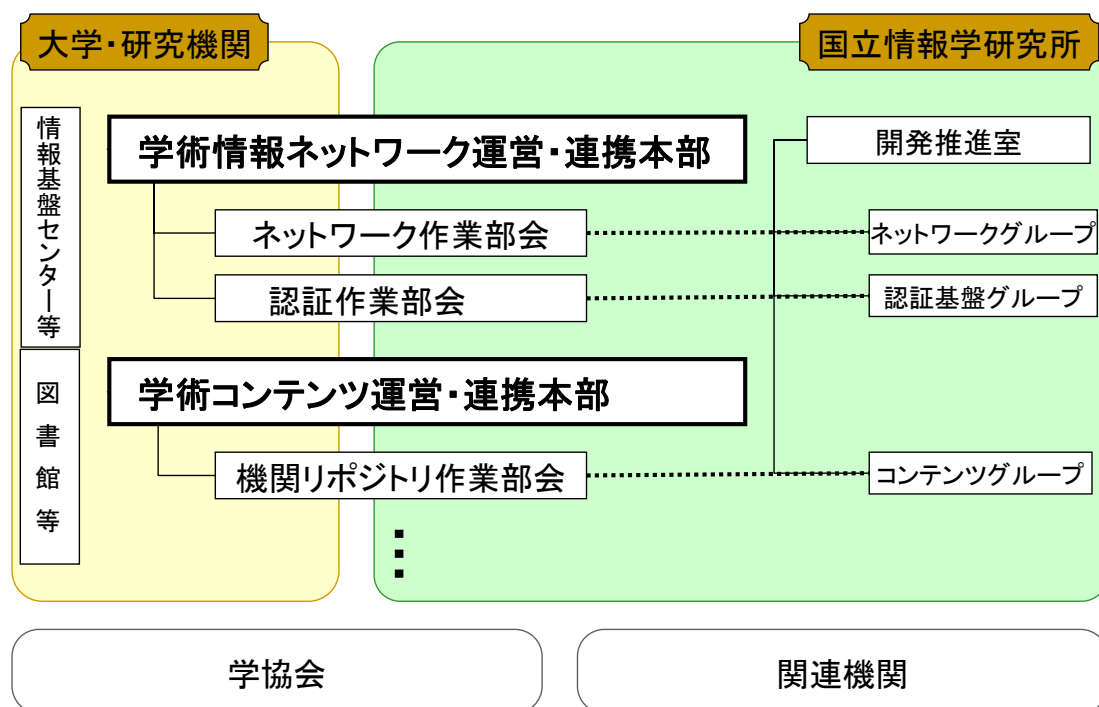 大学・研究機関
国立情報学研究所
情報基盤センター等
学術情報ネットワーク運営・連携本部
開発推進室
ネットワーク作業部会
ネットワークグループ
認証作業部会
認証基盤グループ
図書館等
学術コンテンツ運営・連携本部
機関リポジトリ作業部会
コンテンツグループ
学協会
関連機関